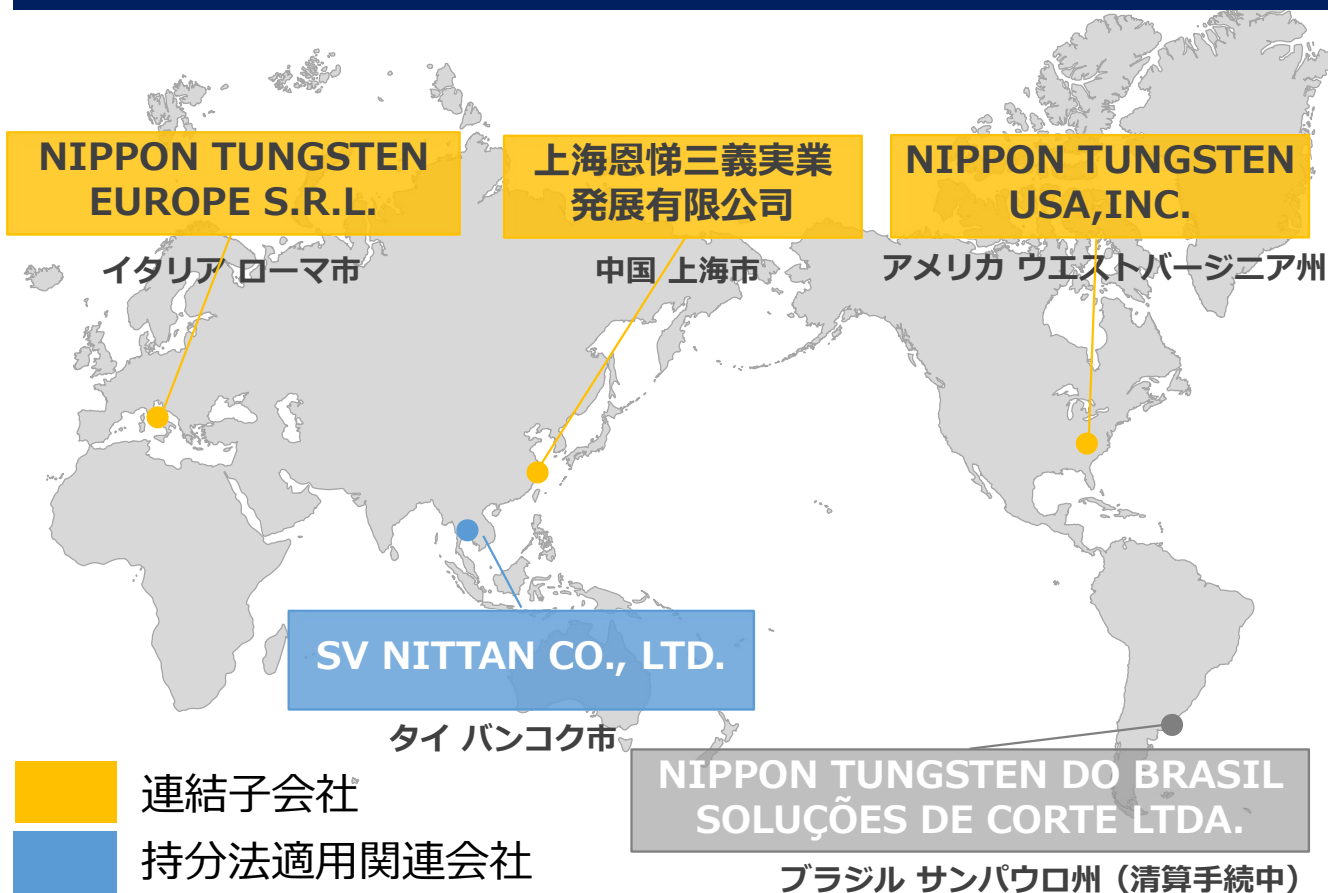 NIPPON TUNGSTEN
EUROPE S.R.L.
イタリア ローマ市
上海恩悌三義実業
発展有限公司
中国 上海市
NIPPON TUNGSTEN
USA,INC.
アメリカ ウエストバージニア州
SV NITTAN CO., LTD.
タイ バンコク市
NIPPON TUNGSTEN DO BRASIL
SOLUÇÕES DE CORTE LTDA.
ブラジル サンパウロ州（清算手続中）
連結子会社
持分法適用関連会社